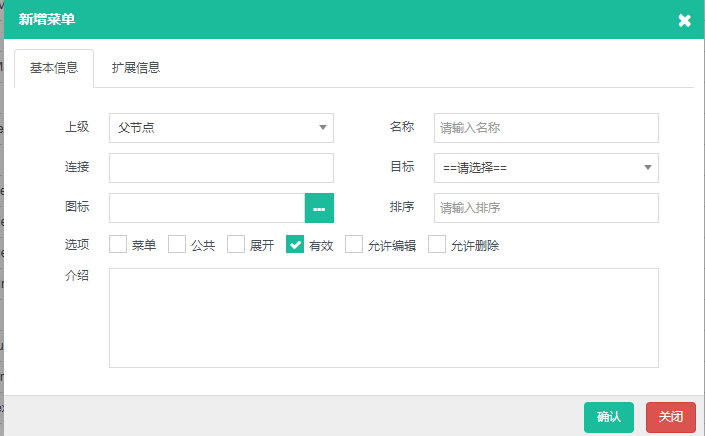 新增菜单
基本信息 扩展信息
上级 父节点 名称 请输入名称
连接 目标 ==请选择==
图标 排序 请输入排序
选项 菜单 公共 展开 有效 允许编辑 允许删除
介绍
确认 关闭